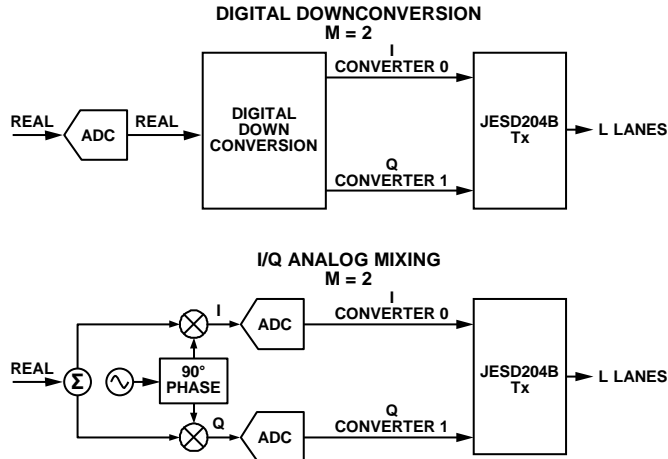 DIGITAL DOWNCONVERSION
M = 2
I
CONVERTER 0
REAL
ADC
REAL
DIGITAL
DOWN
CONVERSION
JESD204B
Tx
L LANES
Q
CONVERTER 1
I/Q ANALOG MIXING
M = 2
I
ADC
I
CONVERTER 0
REAL
Σ
90°
PHASE
JESD204B
Tx
L LANES
Q
ADC
Q
CONVERTER 1